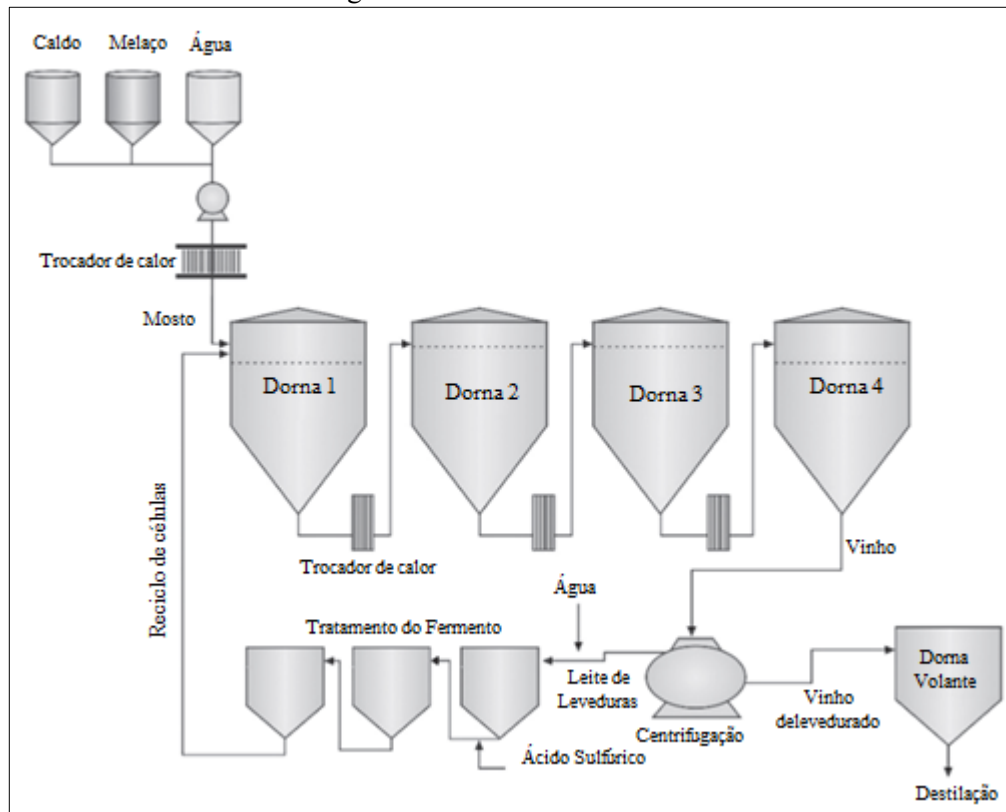 Caldo
Melaço
Água
Trocador de calor
Mosto
Dorna 1
Dorna 2
Dorna 3
Dorna 4
Reciclo de células
Trocador de calor
Vinho
Água
Tratamento do Fermento
Leite de
Leveduras
Centrifugação
Vinho
delevedurado
Dorna
Volante
Ácido Sulfúrico
Destilação